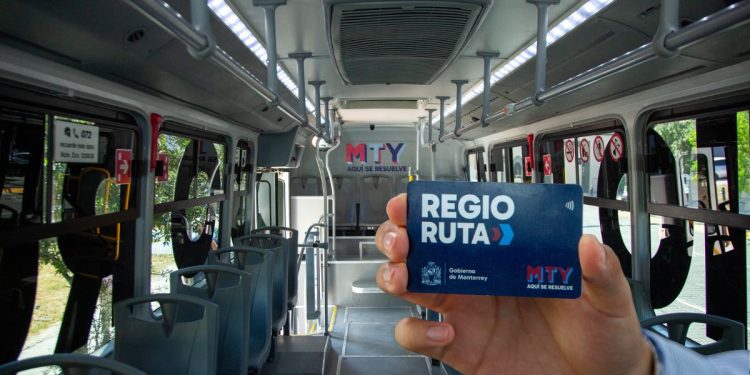 072
MTY
AQUÍ SE RESUELVE
REGIO
RUTA
Gobierno
de Monterrey
MTY
AQUÍ SE RESUELVE